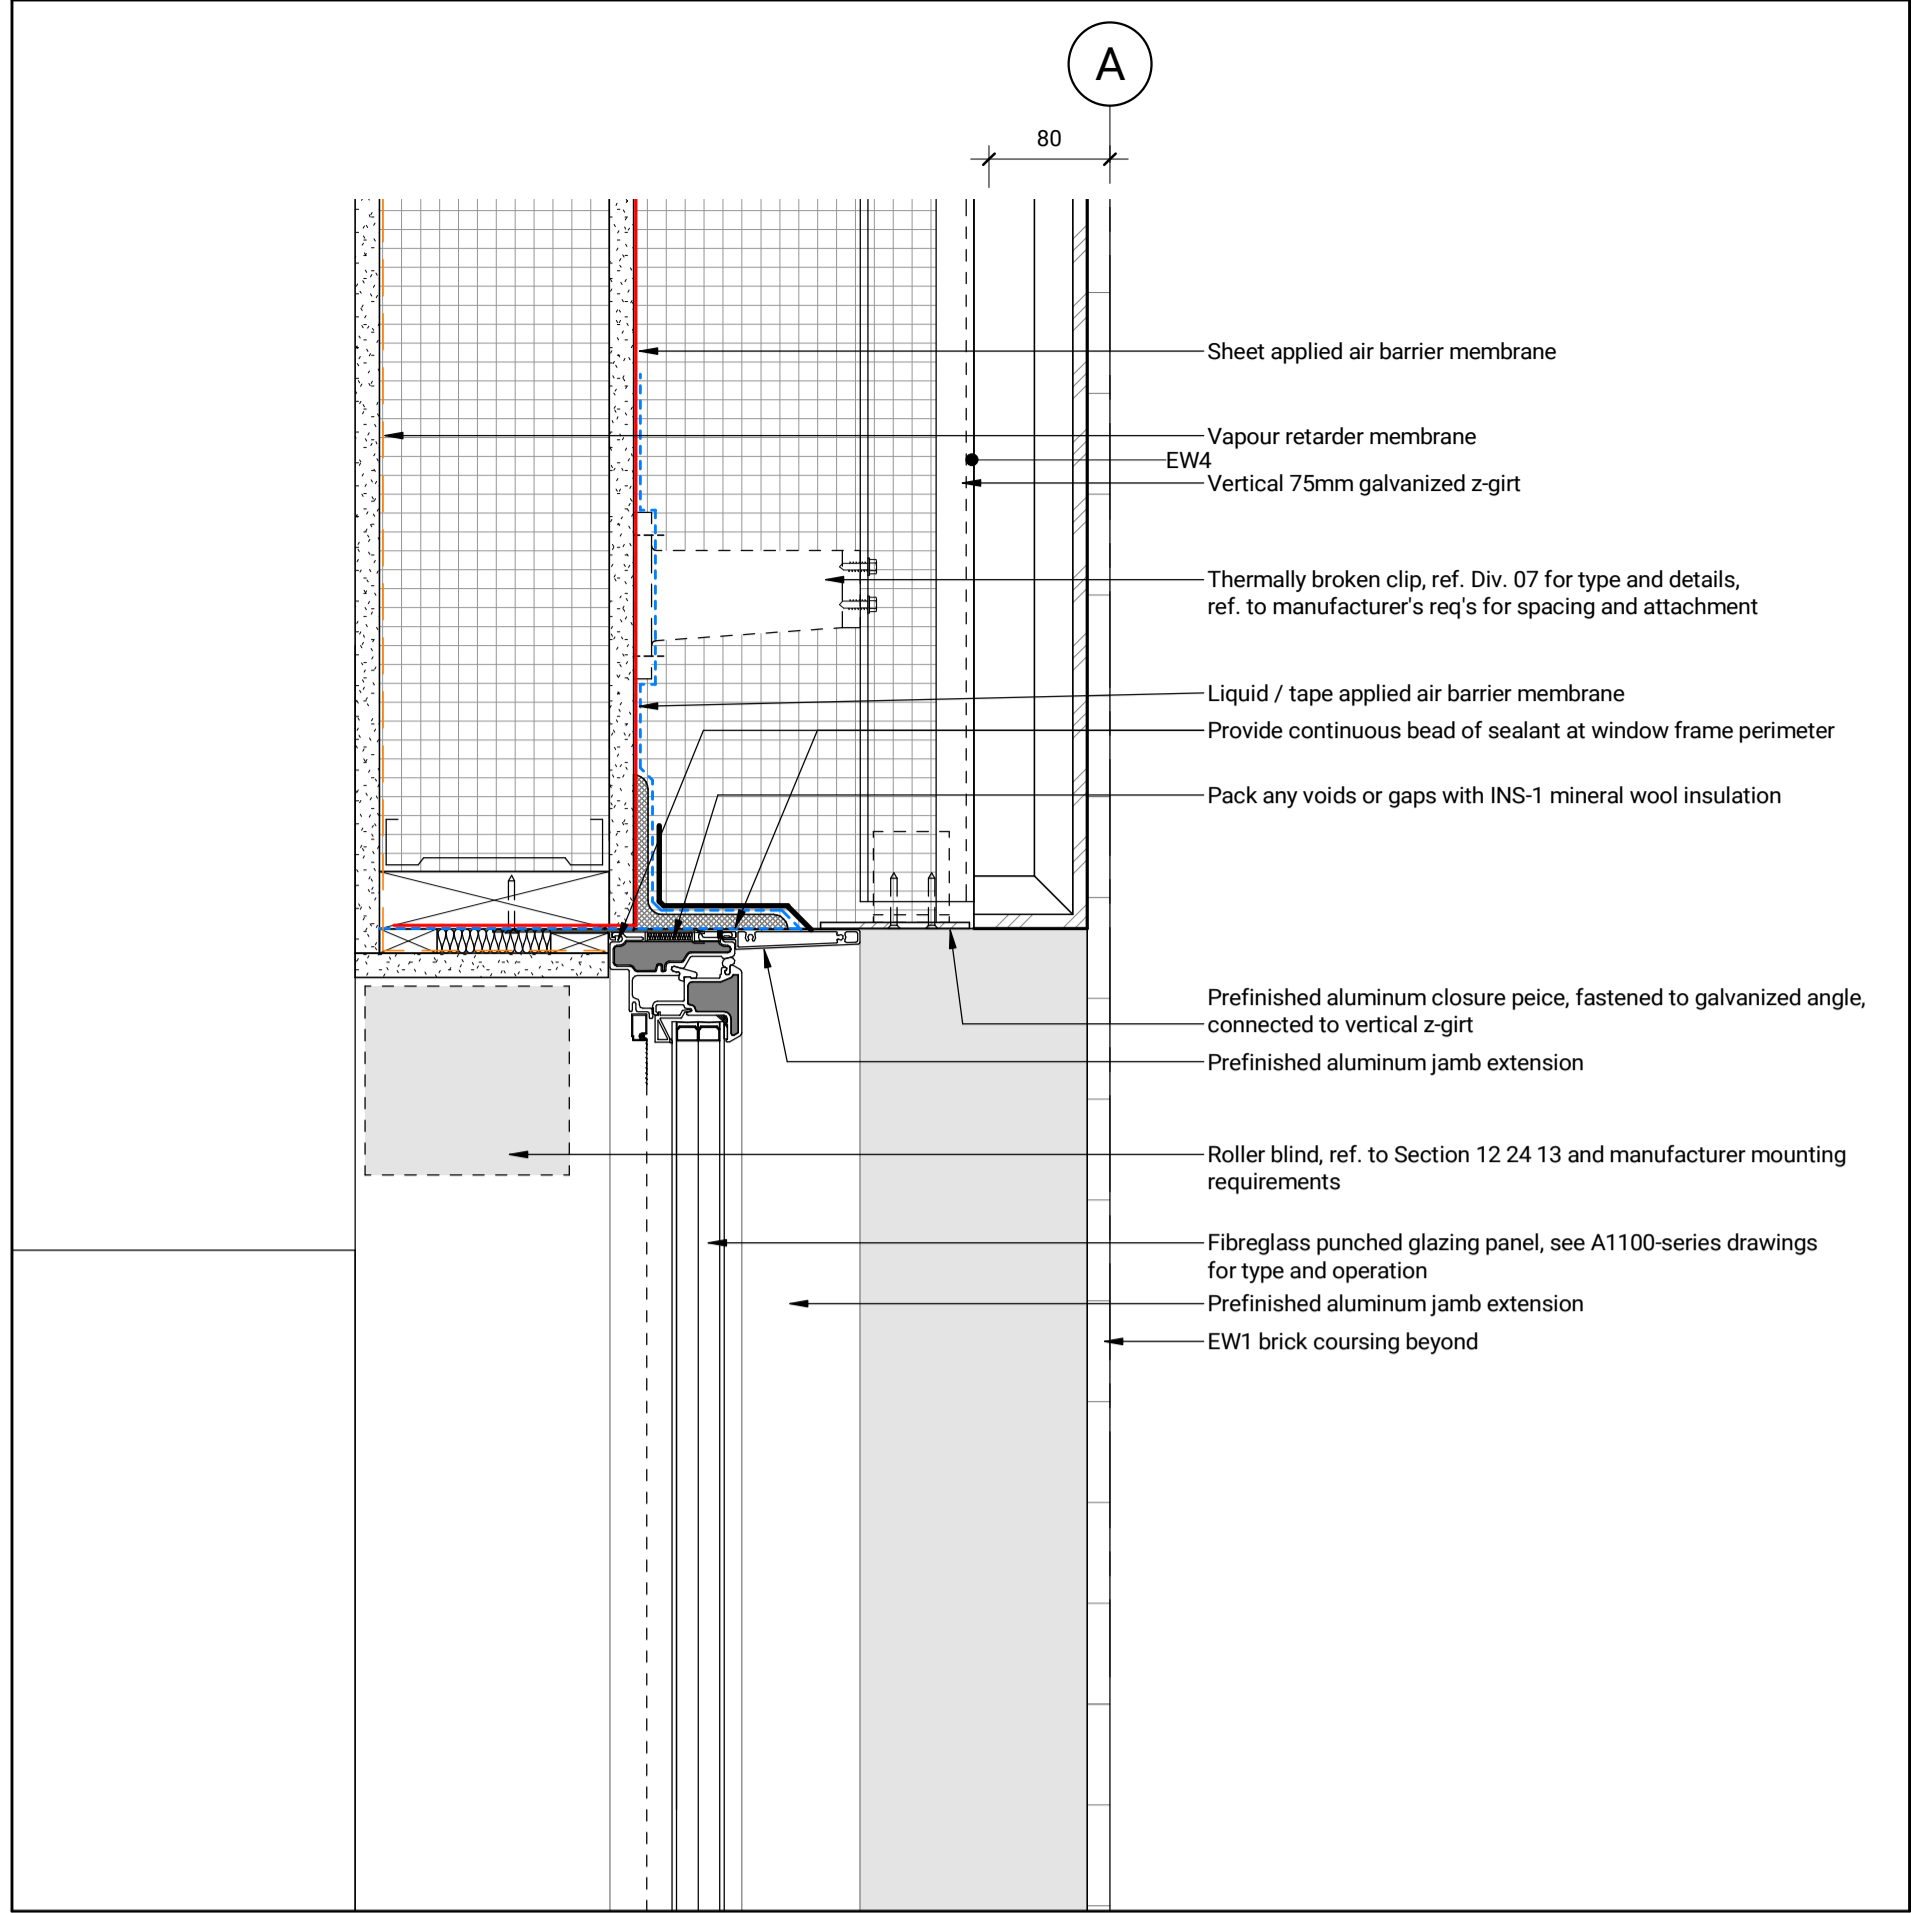 A
80
Sheet applied air barrier membrane
Vapour retarder membrane
EW4
Vertical 75mm galvanized z-girt
Thermally broken clip, ref. Div. 07 for type and details,
ref. to manufacturer's req's for spacing and attachment
Liquid / tape applied air barrier membrane
Provide continuous bead of sealant at window frame perimeter
Pack any voids or gaps with INS-1 mineral wool insulation
Prefinished aluminum closure peice, fastened to galvanized angle,
connected to vertical z-girt
Prefinished aluminum jamb extension
Roller blind, ref. to Section 12 24 13 and manufacturer mounting
requirements
Fibreglass punched glazing panel, see A1100-series drawings
for type and operation
Prefinished aluminum jamb extension
EW1 brick coursing beyond